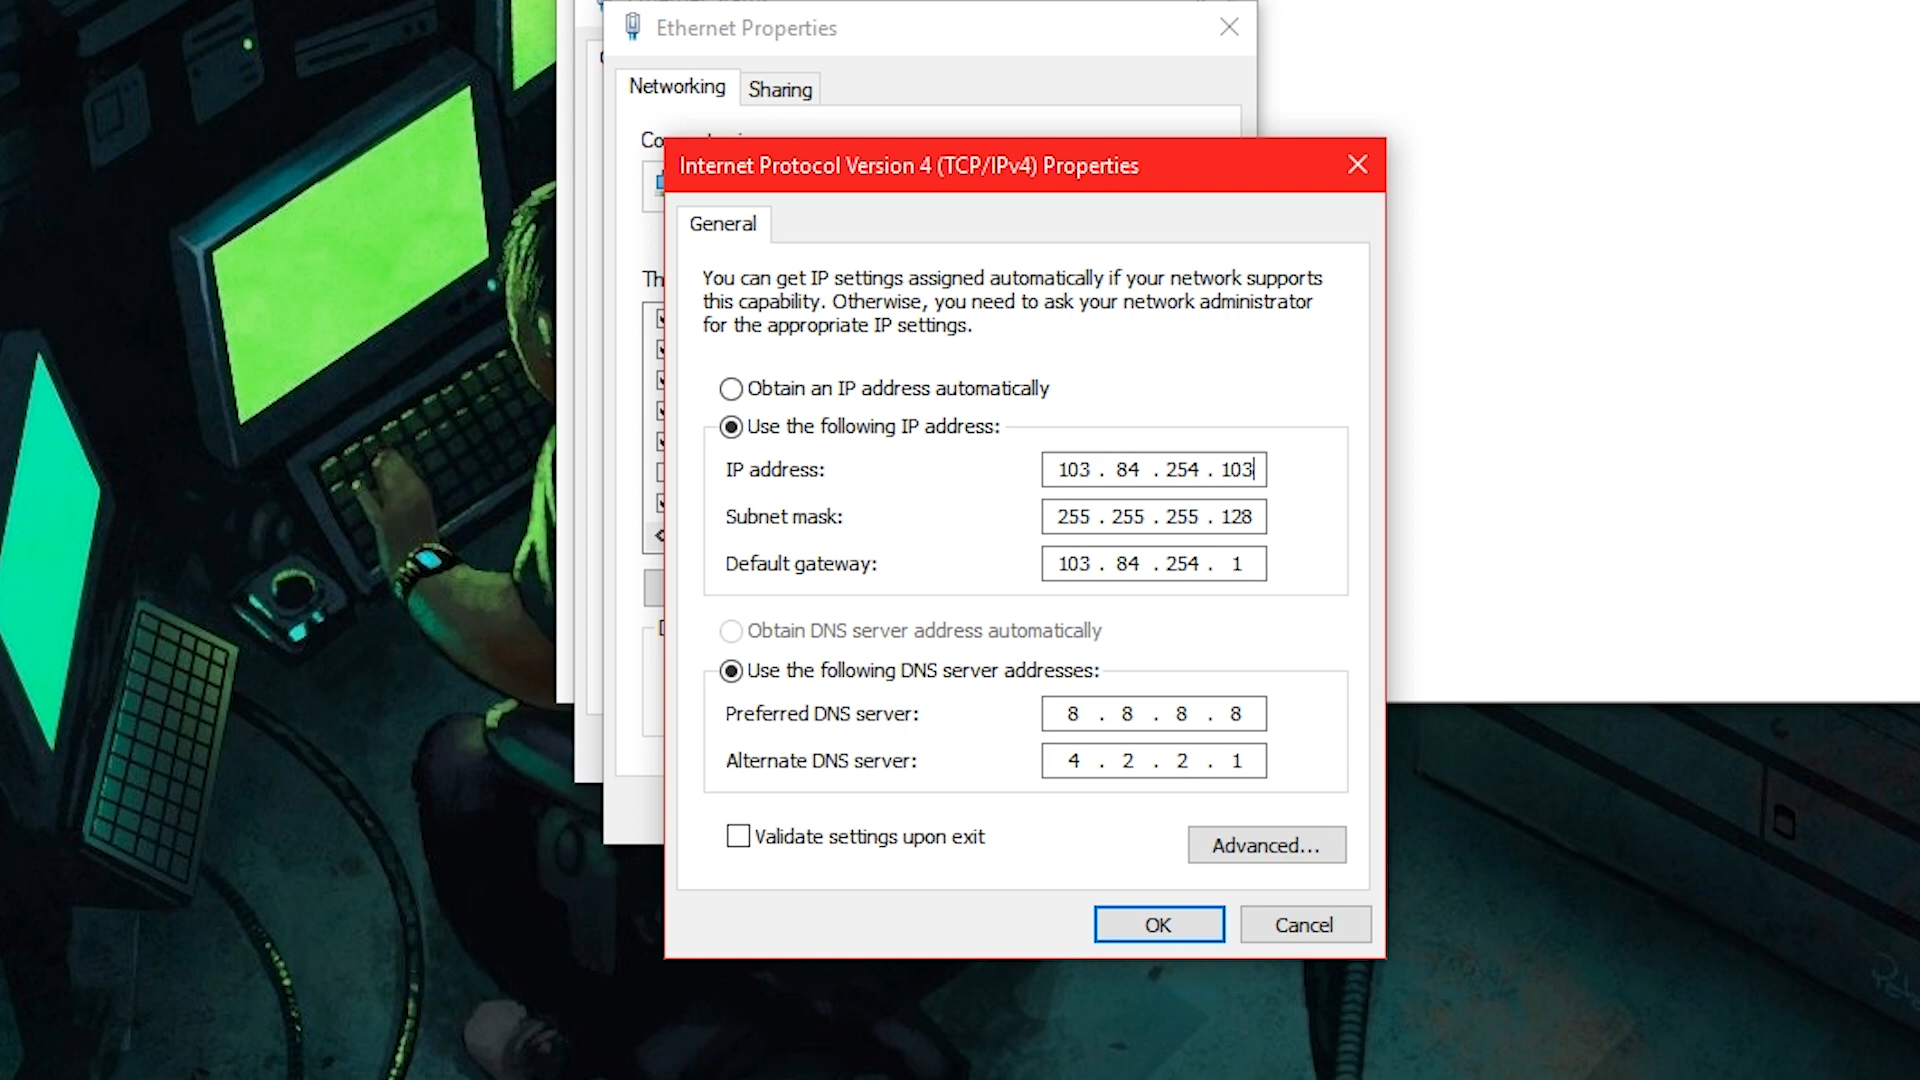 Ethernet Properties
Networking
Sharing
Internet Protocol Version 4 (TCP/IPv4) Properties
General
You can get IP settings assigned automatically if your network supports
this capability. Otherwise, you need to ask your network administrator
for the appropriate IP settings.
Obtain an IP address automatically
Use the following IP address:
IP address: 103 . 84 . 254 . 103
Subnet mask: 255 . 255 . 255 . 128
Default gateway: 103 . 84 . 254 . 1
Obtain DNS server address automatically
Use the following DNS server addresses:
Preferred DNS server: 8 . 8 . 8 . 8
Alternate DNS server: 4 . 2 . 2 . 1
Validate settings upon exit
Advanced...
OK
Cancel